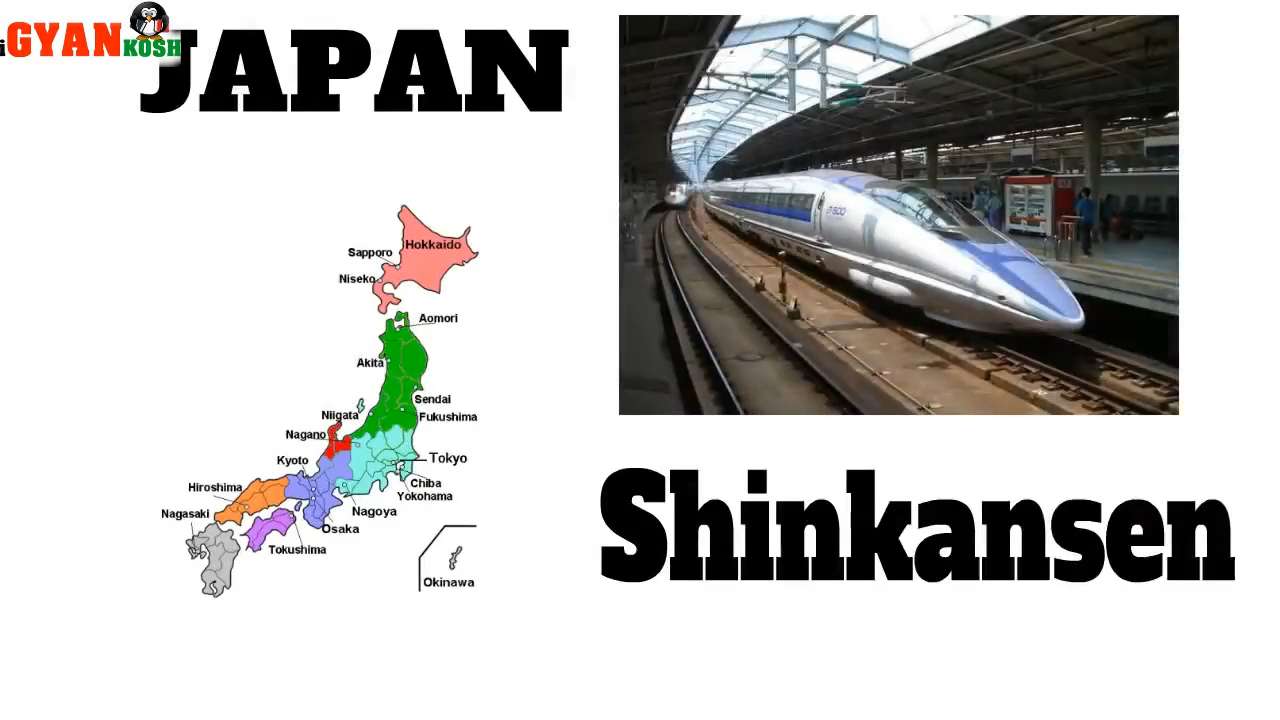 iGYAN
KOSH
JAPAN
Hokkaido
Sapporo
Niseko
Aomori
Akita
Sendai
Niigata
Fukushima
Nagano
Kyoto
Tokyo
Chiba
Hiroshima
Yokohama
Nagasaki
Nagoya
Osaka
Tokushima
Okinawa
Shinkansen